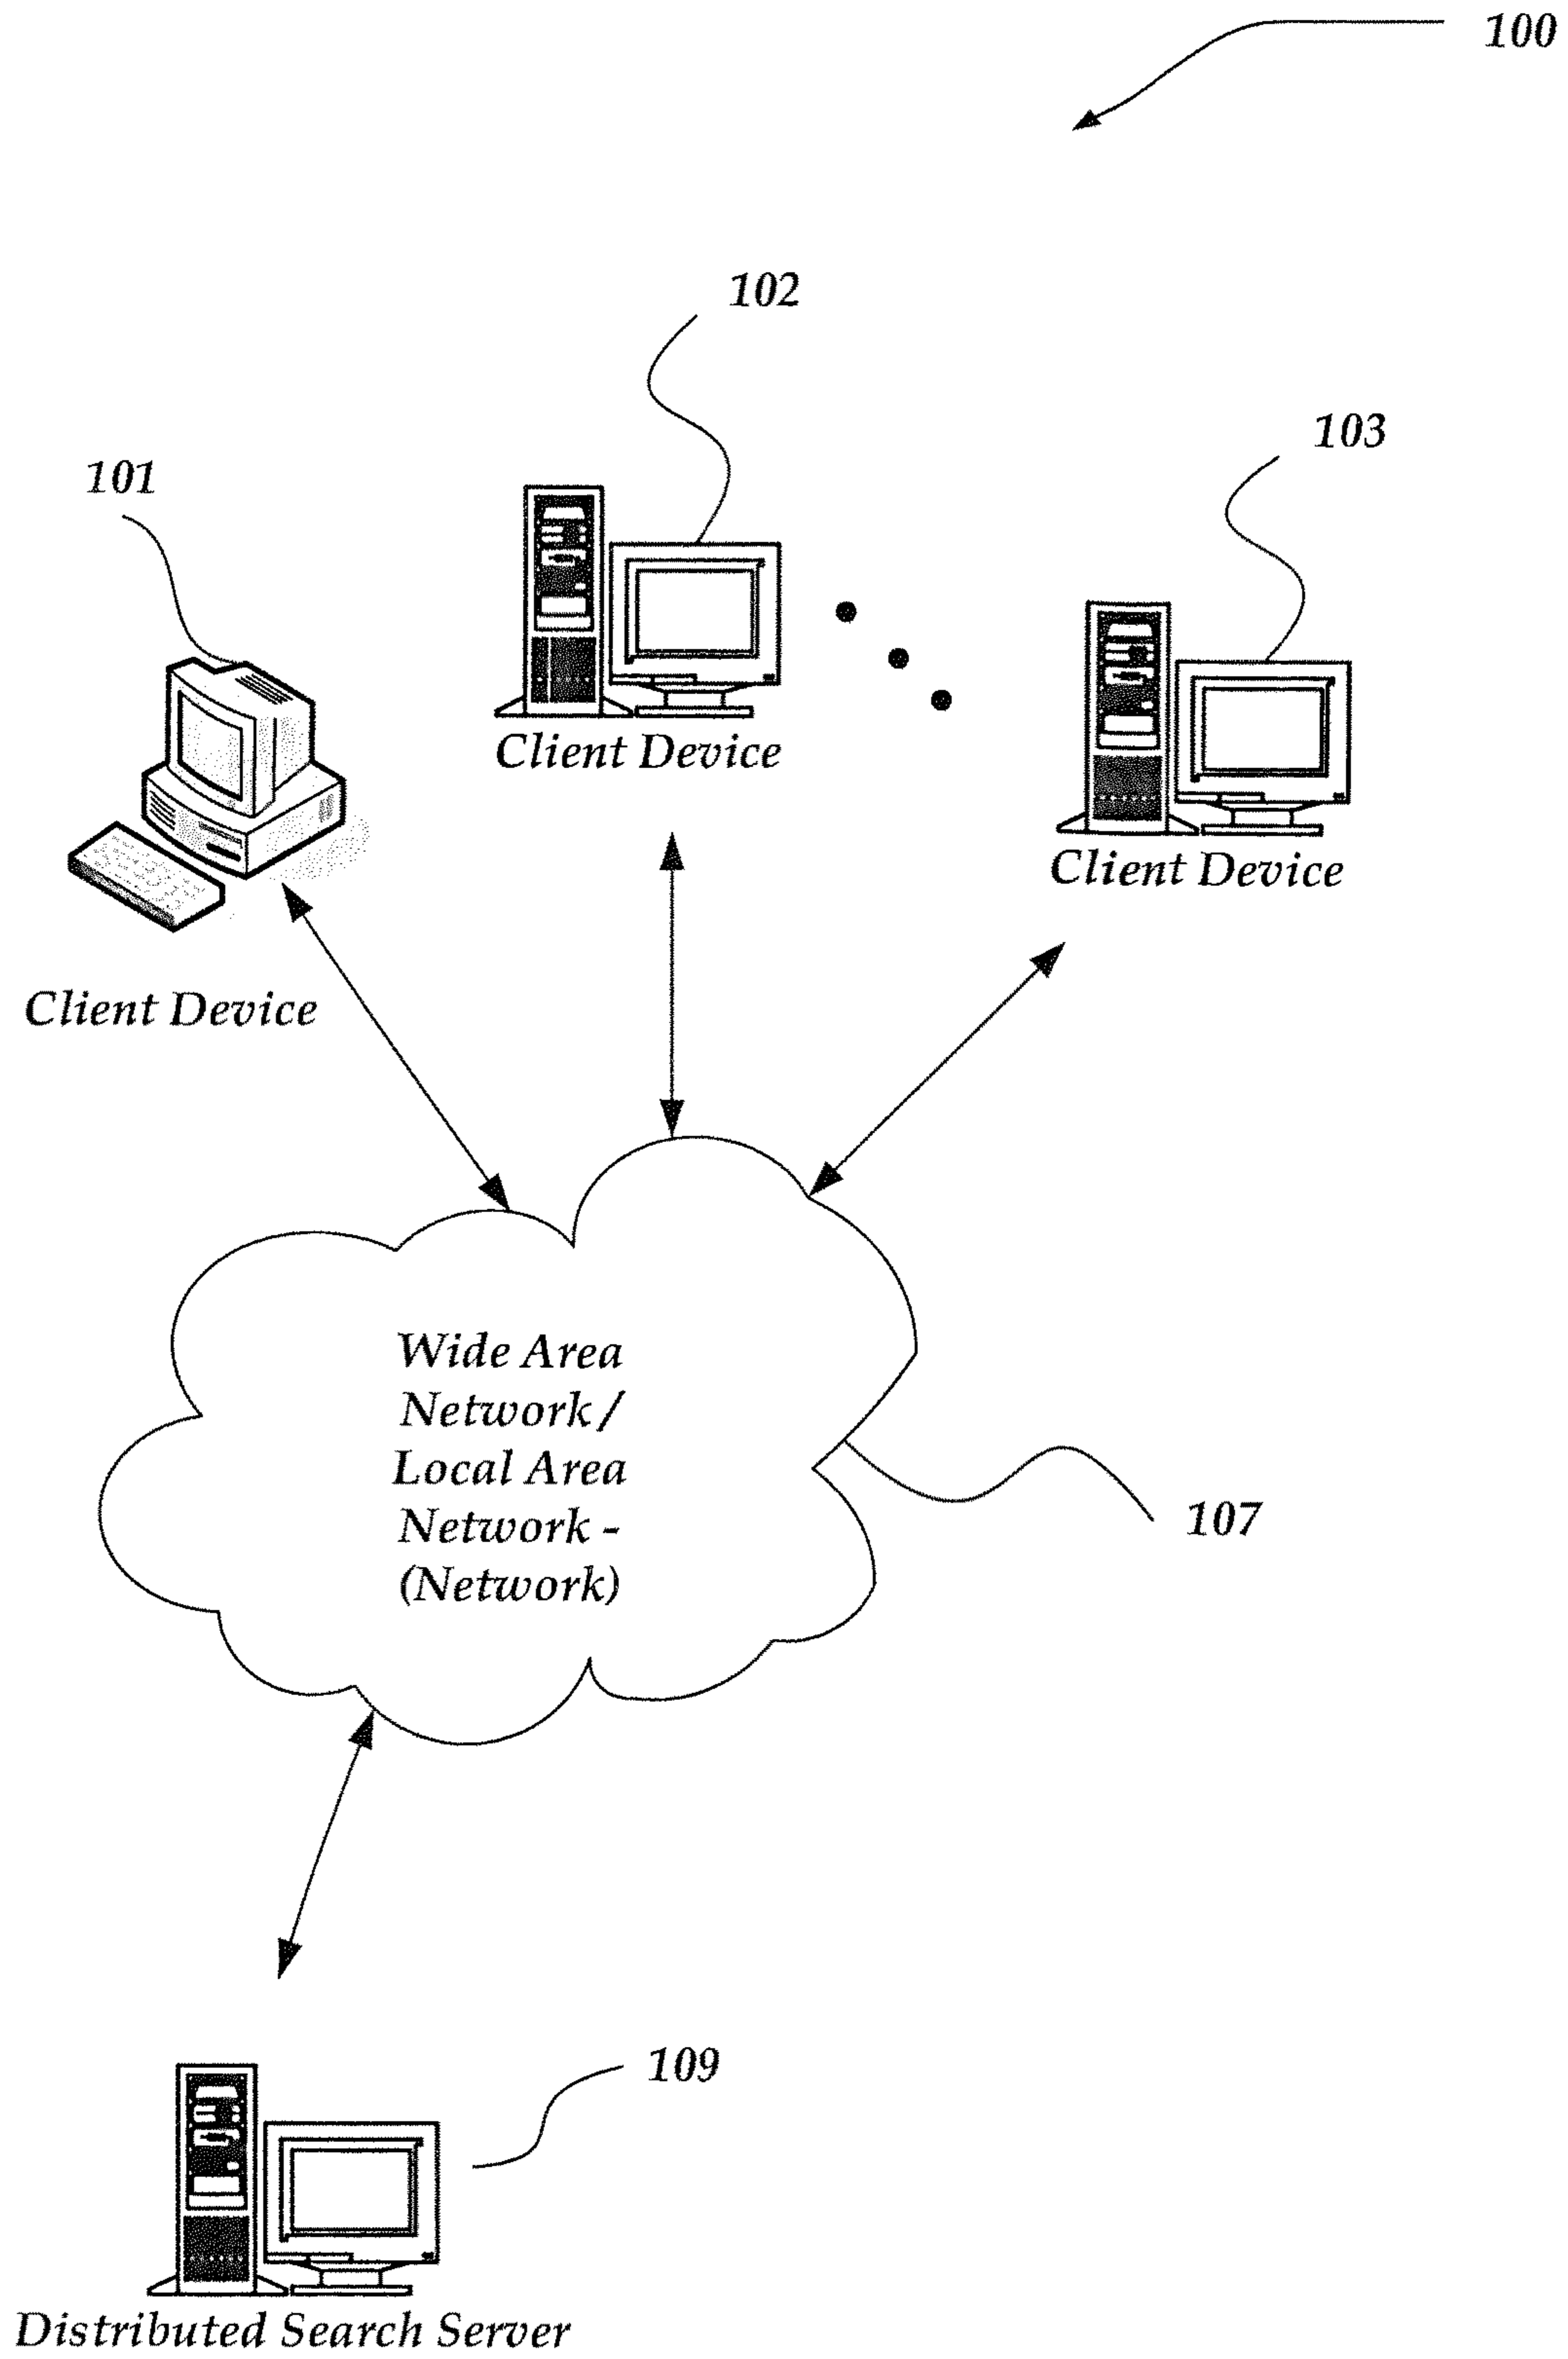 100
102
103
101
Client Device
Client Device
Client Device
Wide Area
Network /
Local Area
Network -
(Network)
107
109
Distributed Search Server